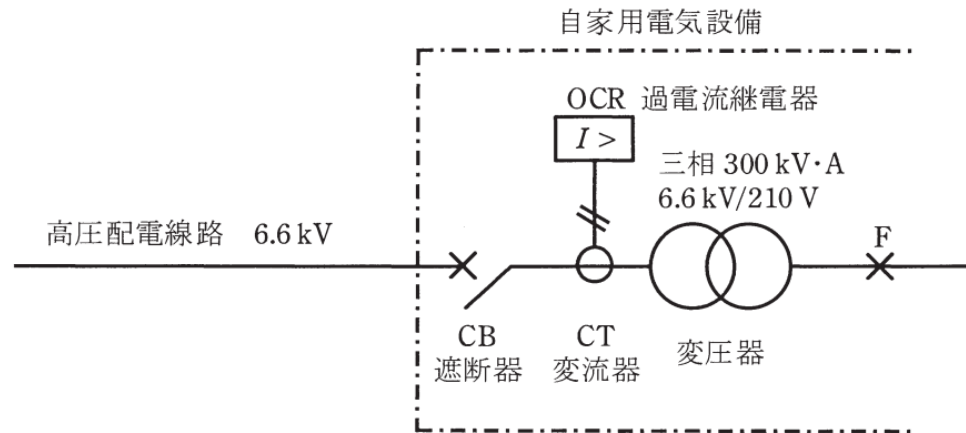 自家用電気設備
OCR 過電流継電器
I >
三相 300 kV·A
6.6 kV/210 V
高圧配電線路 6.6 kV
F
CB
遮断器
CT
変流器
変圧器